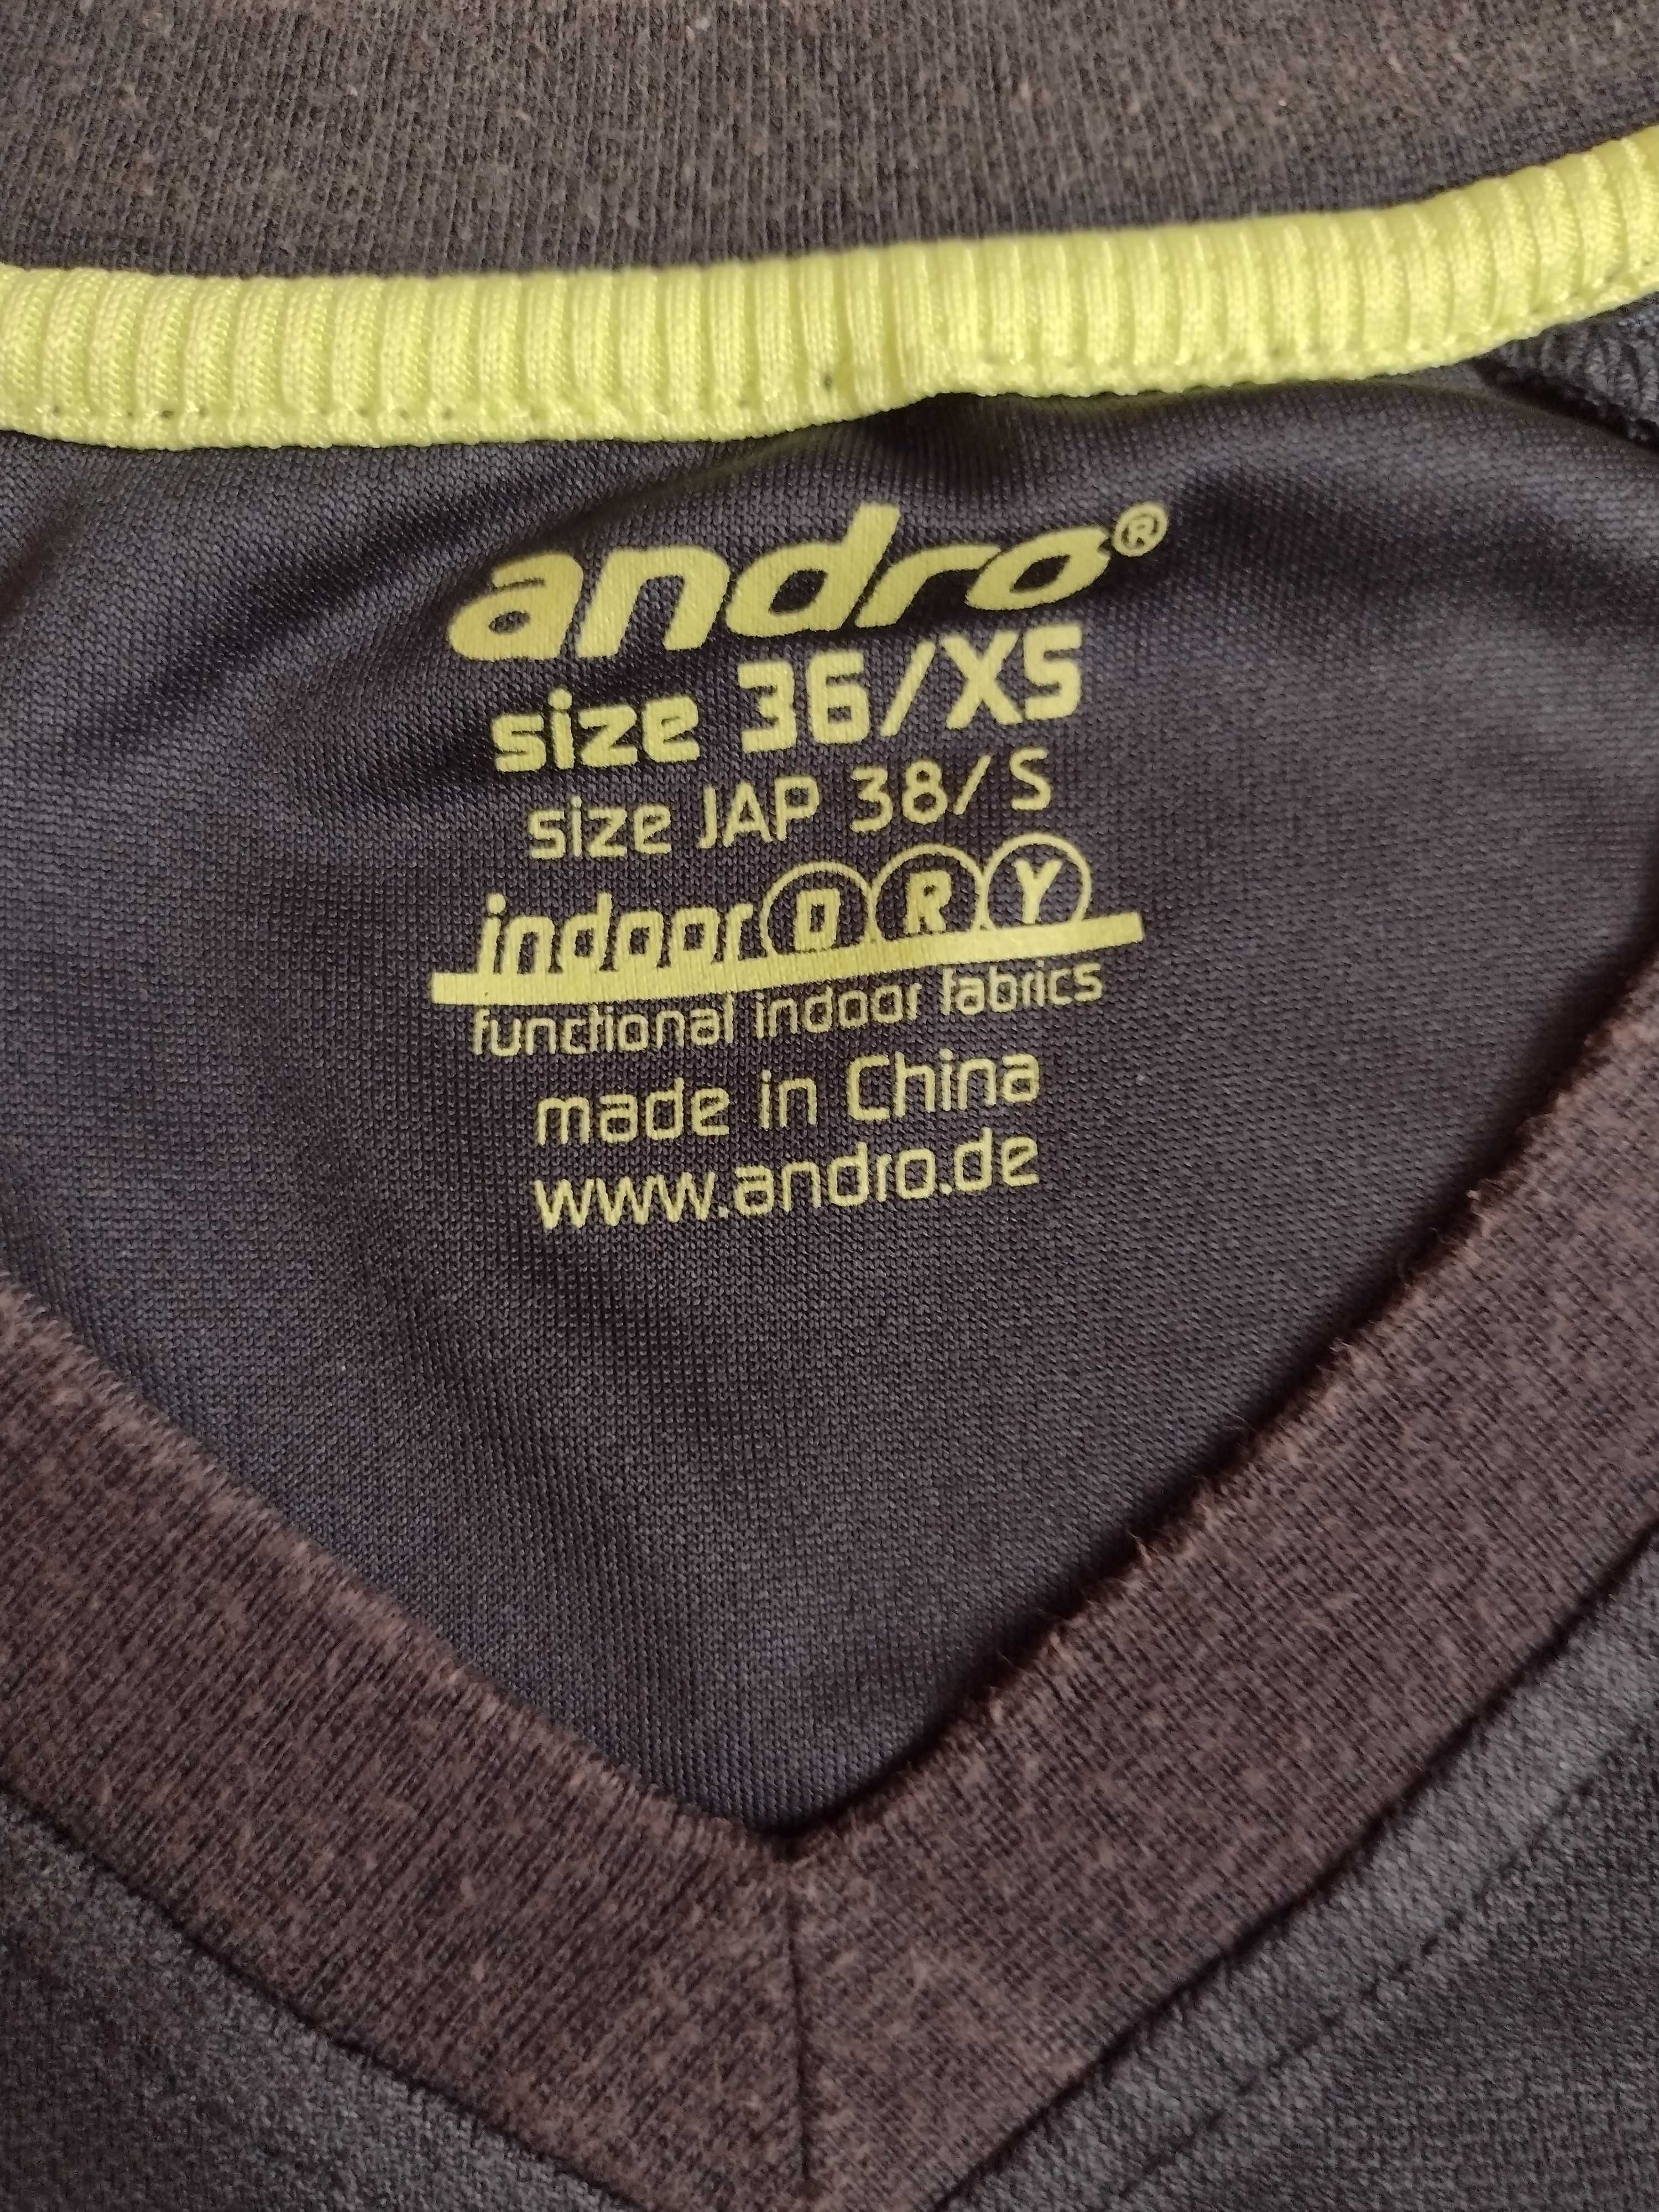 andro®
size 36/XS
size JAP 38/S
indoor DRY
functional indoor fabrics
made in China
www.andro.de